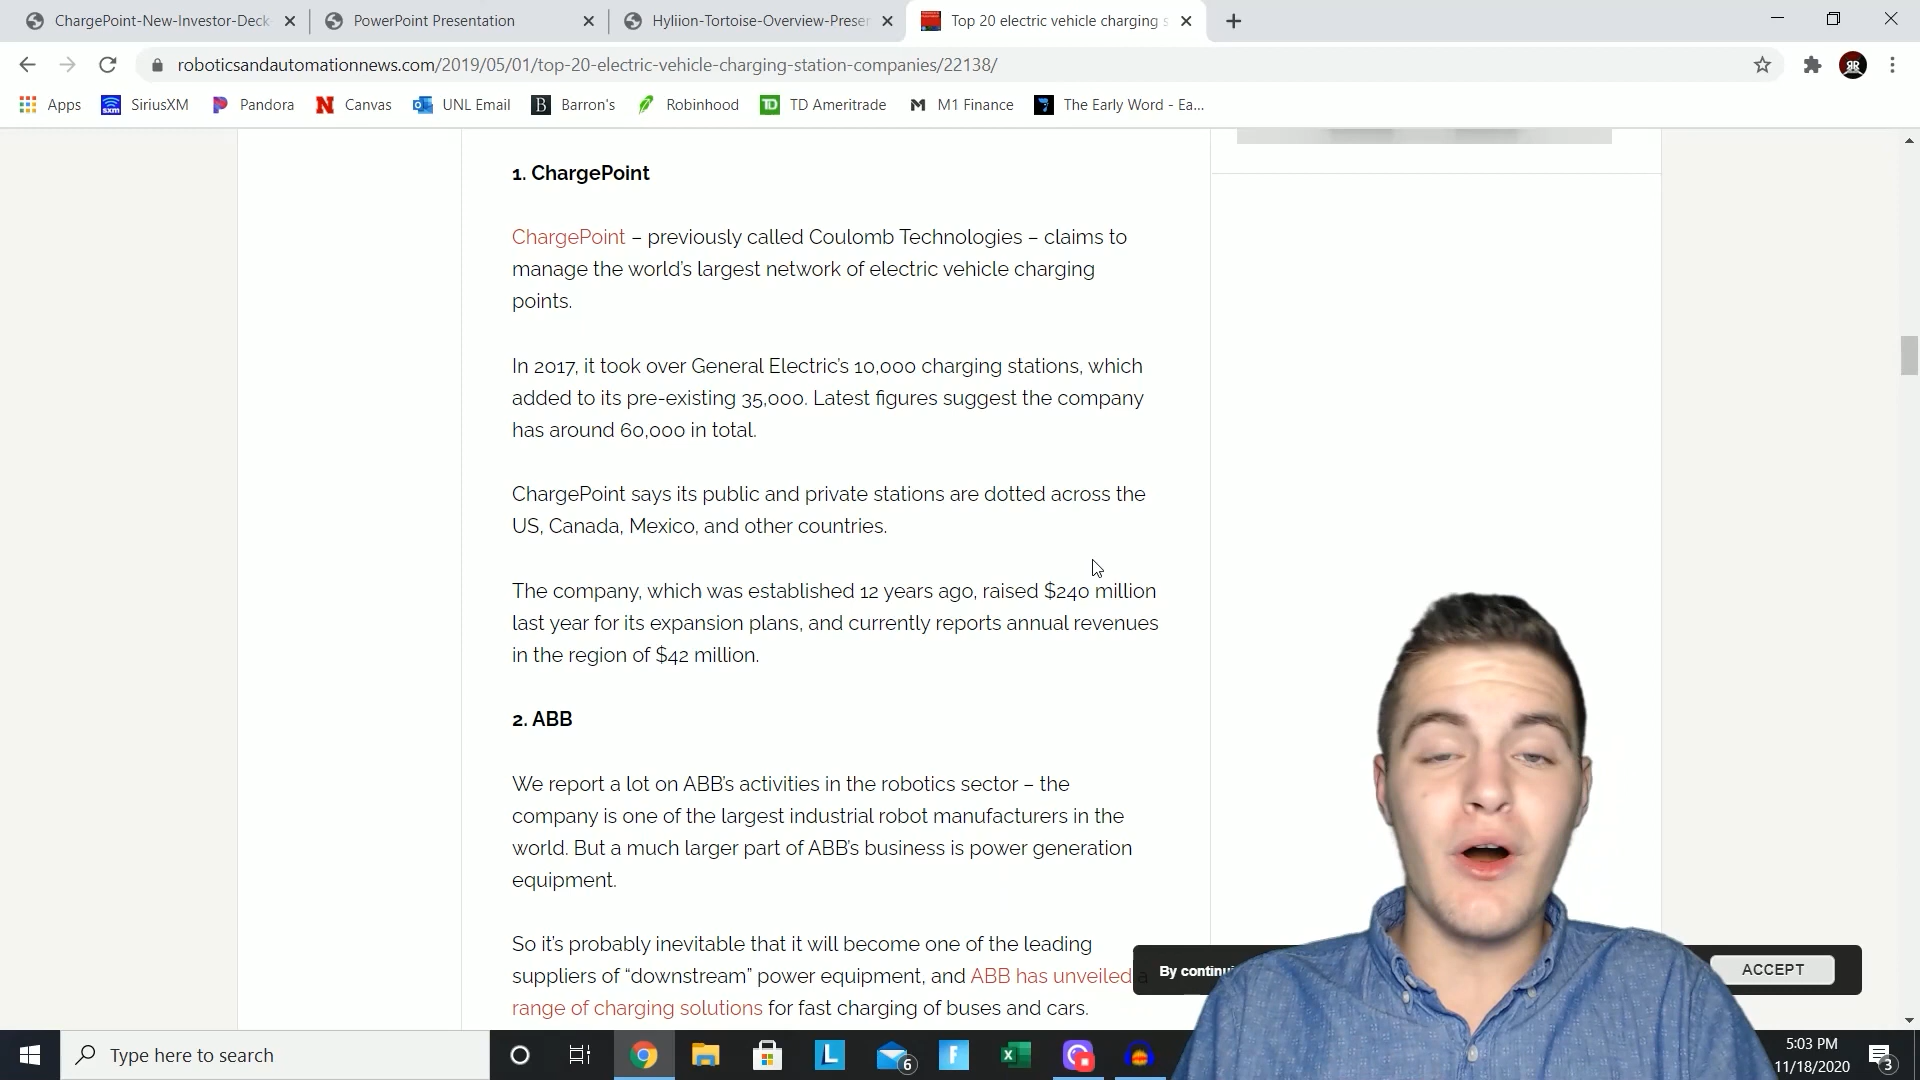 ChargePoint-New-Investor-Deck
PowerPoint Presentation
Hyliion-Tortoise-Overview-Preser
Top 20 electric vehicle charging s
roboticsandautomationnews.com/2019/05/01/top-20-electric-vehicle-charging-station-companies/22138/
Apps
SiriusXM
Pandora
Canvas
UNL Email
Barron's
Robinhood
TD Ameritrade
M1 Finance
The Early Word - Ea...
1. ChargePoint
ChargePoint – previously called Coulomb Technologies – claims to
manage the world's largest network of electric vehicle charging
points.
In 2017, it took over General Electric's 10,000 charging stations, which
added to its pre-existing 35,000. Latest figures suggest the company
has around 60,000 in total.
ChargePoint says its public and private stations are dotted across the
US, Canada, Mexico, and other countries.
The company, which was established 12 years ago, raised $240 million
last year for its expansion plans, and currently reports annual revenues
in the region of $42 million.
2. ABB
We report a lot on ABB's activities in the robotics sector – the
company is one of the largest industrial robot manufacturers in the
world. But a much larger part of ABB's business is power generation
equipment.
So it's probably inevitable that it will become one of the leading
suppliers of “downstream” power equipment, and ABB has unveiled a
range of charging solutions for fast charging of buses and cars.
By continu
ACCEPT
Type here to search
6
5:03 PM
11/18/2020
3